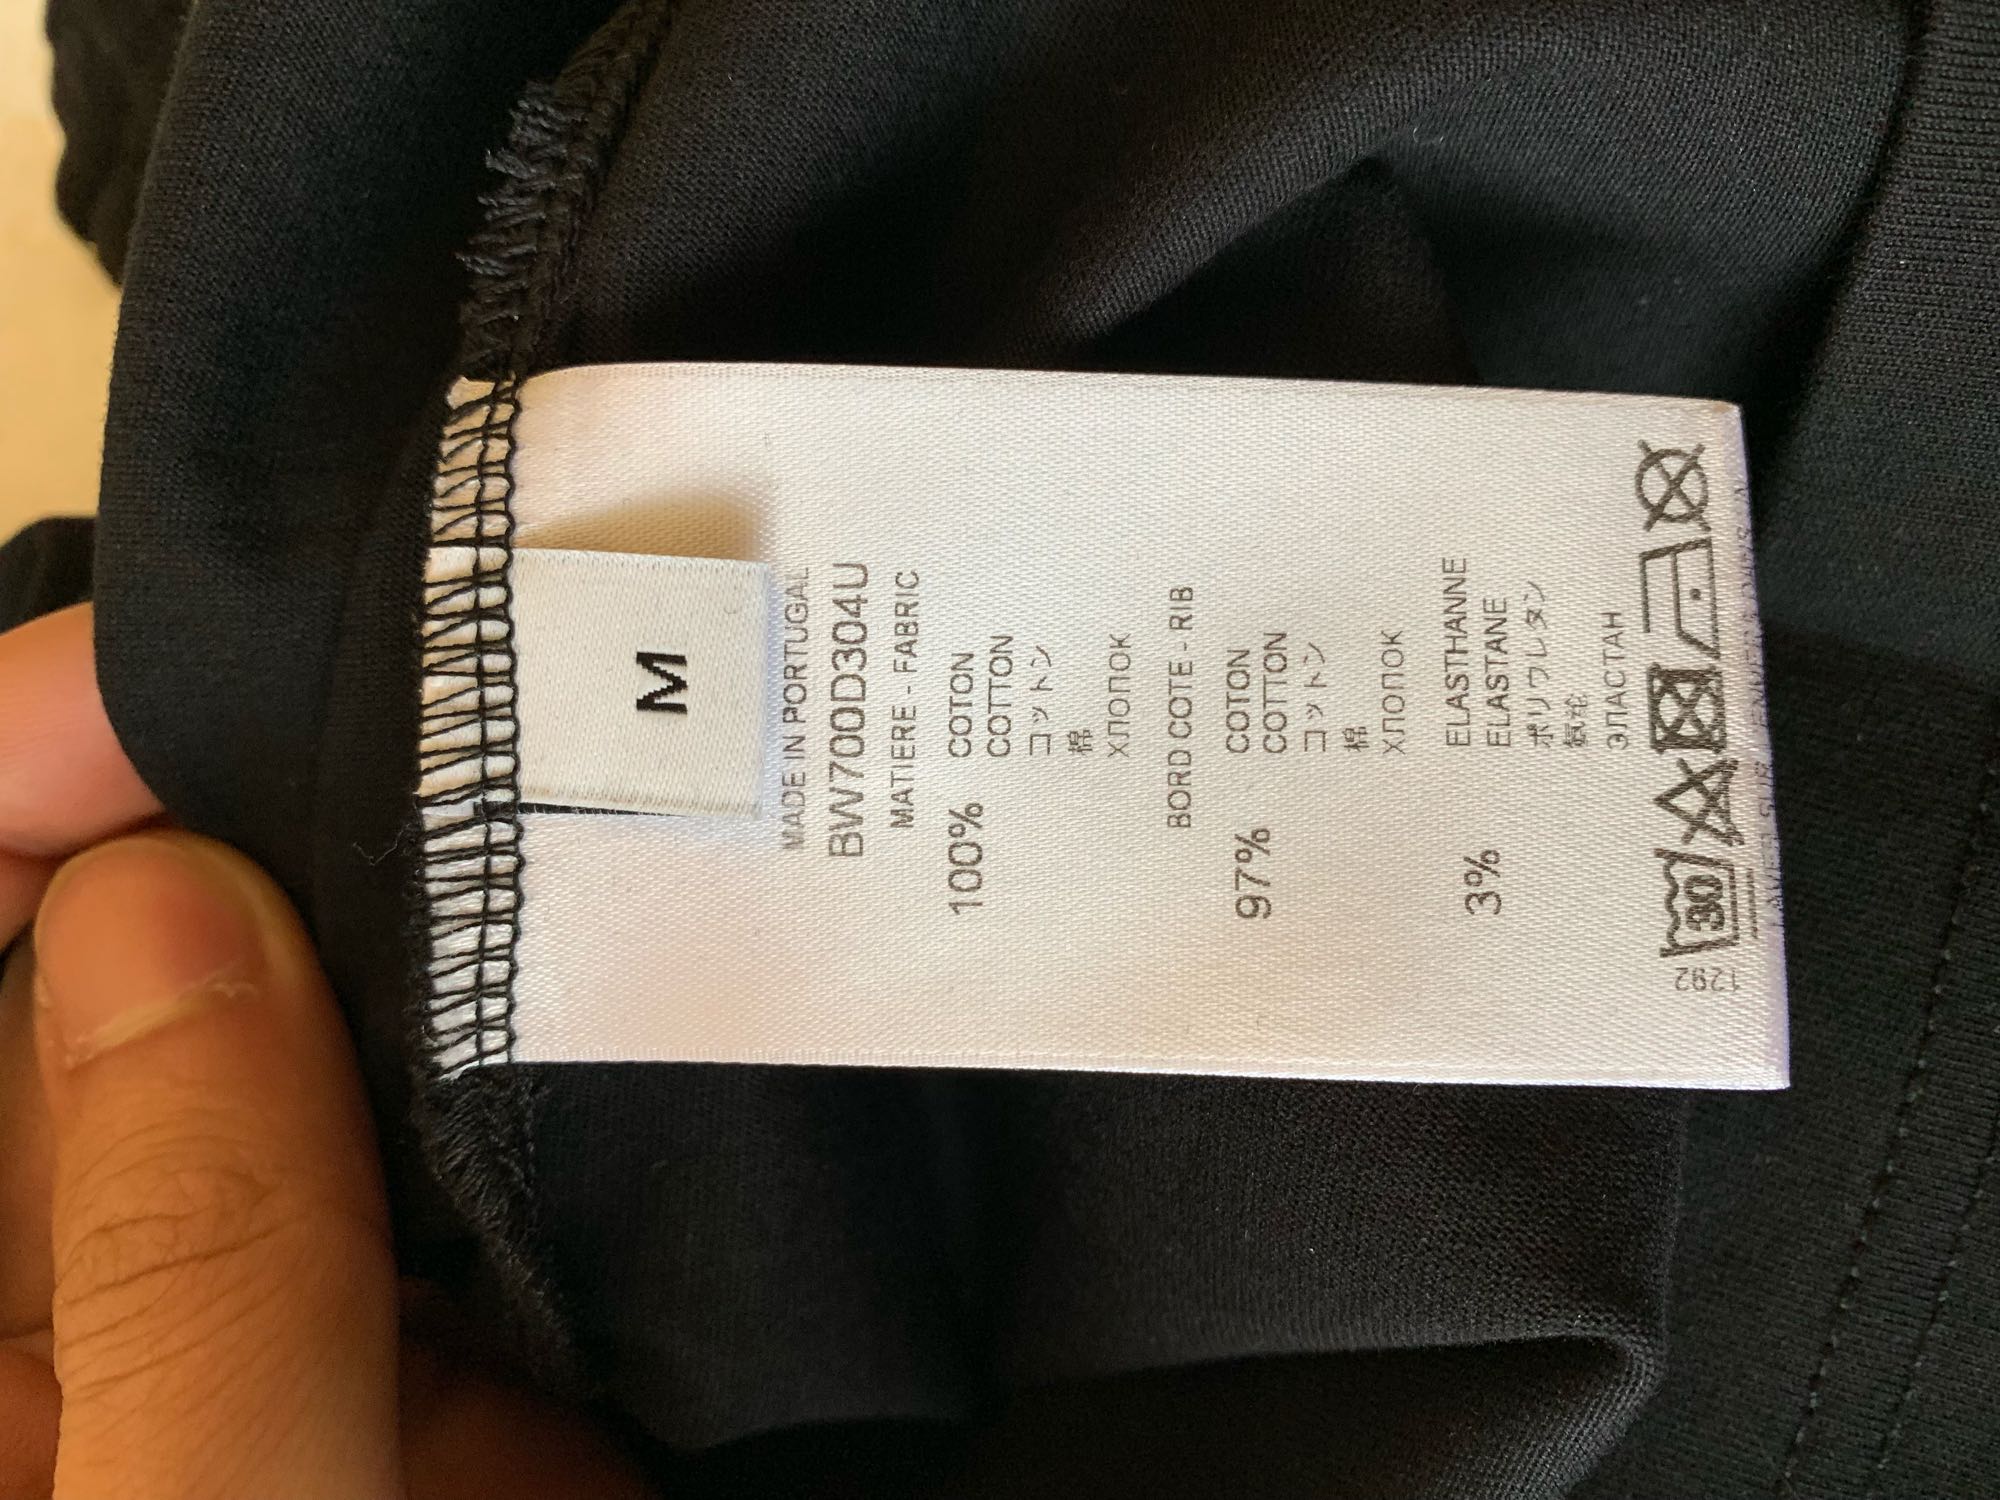 M
MADE IN PORTUGAL
BW700D304U
MATIERE - FABRIC
100% COTON
COTTON
コットン
棉
ХЛОПОК
BORD COTE - RIB
97% COTON
COTTON
コットン
棉
ХЛОПОК
3% ELASTHANNE
ELASTANE
ポリウレタン
氨纶
ЭЛАСТАН
30
1292